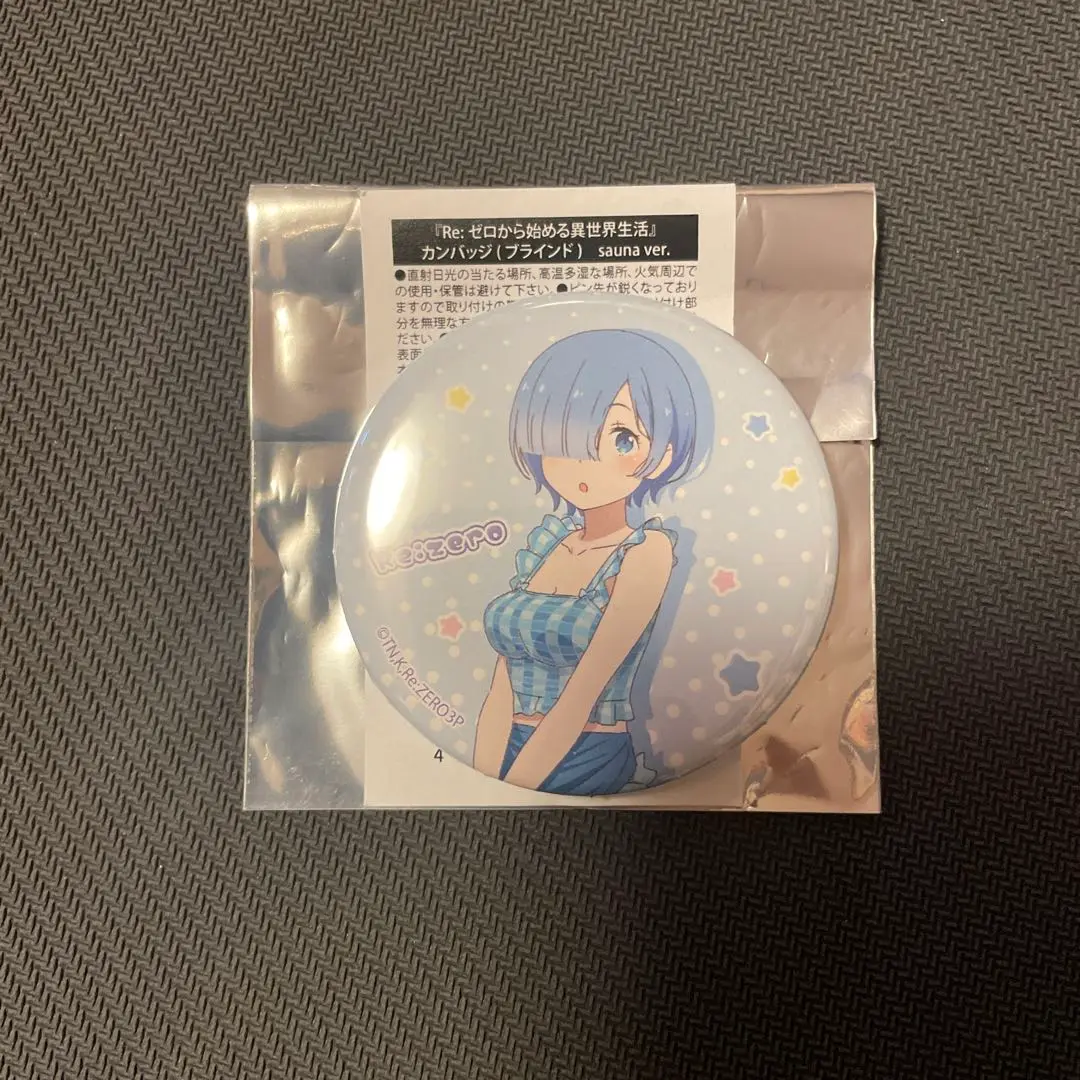 『Re: ゼロから始める異世界生活』
カンバッジ ( ブラインド )　sauna ver.
●直射日光の当たる場所、高温多湿な場所、火気周辺で
の使用・保管は避けて下さい。●ピン先が鋭くなっており
ますので取り付けの
付け部
分を無理な
ださい。
表面
Re:zero
©TN,K,Re:ZERO3P
4